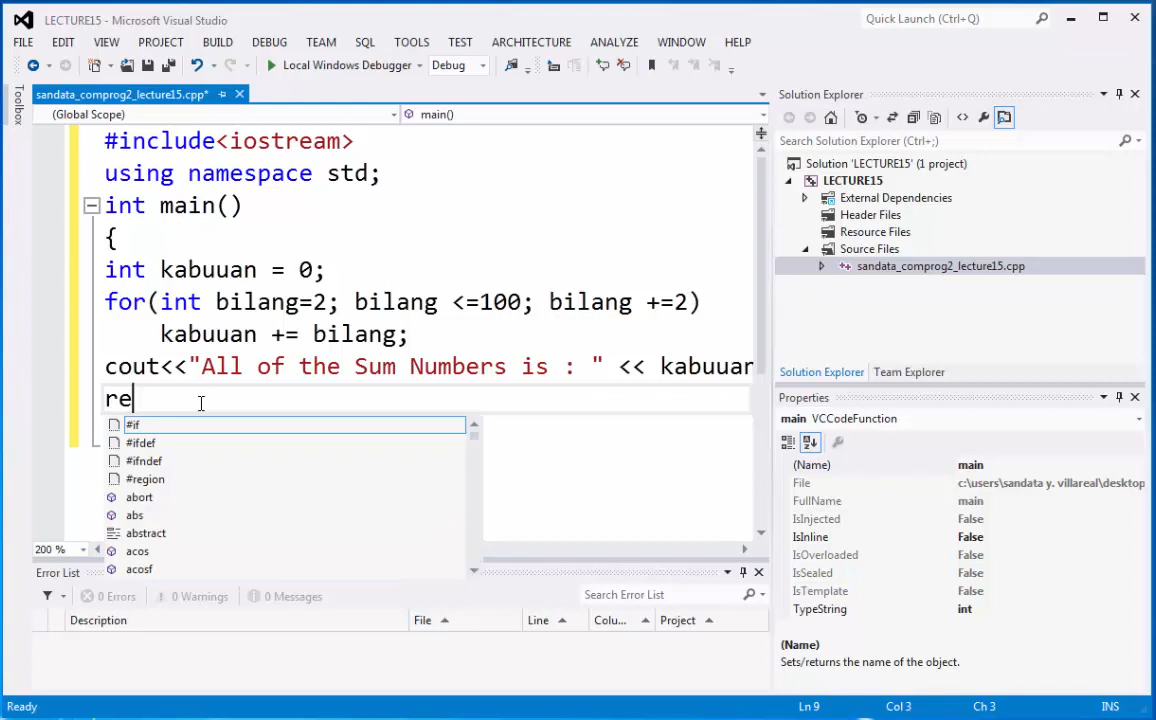 LECTURE15 - Microsoft Visual Studio
Quick Launch (Ctrl+Q)
FILE EDIT VIEW PROJECT BUILD DEBUG TEAM SQL TOOLS TEST ARCHITECTURE ANALYZE WINDOW HELP
Local Windows Debugger Debug
Toolbox
sandata_comprog2_lecture15.cpp*
(Global Scope) main()
#include<iostream>
using namespace std;
int main()
{
int kabuuan = 0;
for(int bilang=2; bilang <=100; bilang +=2)
kabuuan += bilang;
cout<<"All of the Sum Numbers is : " << kabuuan
re
#if
#ifdef
#ifndef
#region
abort
abs
abstract
acos
acosf
200 %
Error List
0 Errors 0 Warnings 0 Messages Search Error List
Description File Line Colu... Project
Solution Explorer
Search Solution Explorer (Ctrl+;)
Solution 'LECTURE15' (1 project)
LECTURE15
External Dependencies
Header Files
Resource Files
Source Files
sandata_comprog2_lecture15.cpp
Solution Explorer Team Explorer
Properties
main VCCodeFunction
(Name) main
File c:\users\sandata y. villareal\desktop
FullName main
IsInjected False
IsInline False
IsOverloaded False
IsSealed False
IsTemplate False
TypeString int
(Name)
Sets/returns the name of the object.
Ready Ln 9 Col 3 Ch 3 INS